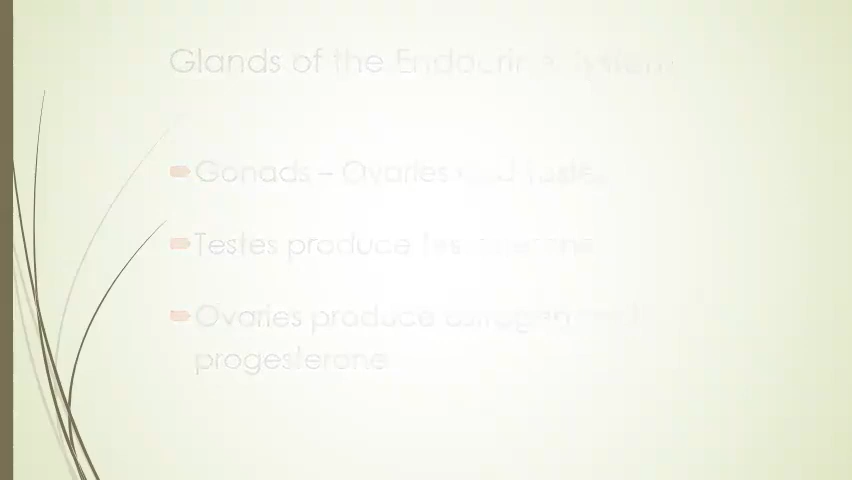 Glands of the Endocrine System
Gonads – Ovaries and Testes
Testes produce testosterone
Ovaries produce estrogen and
progesterone